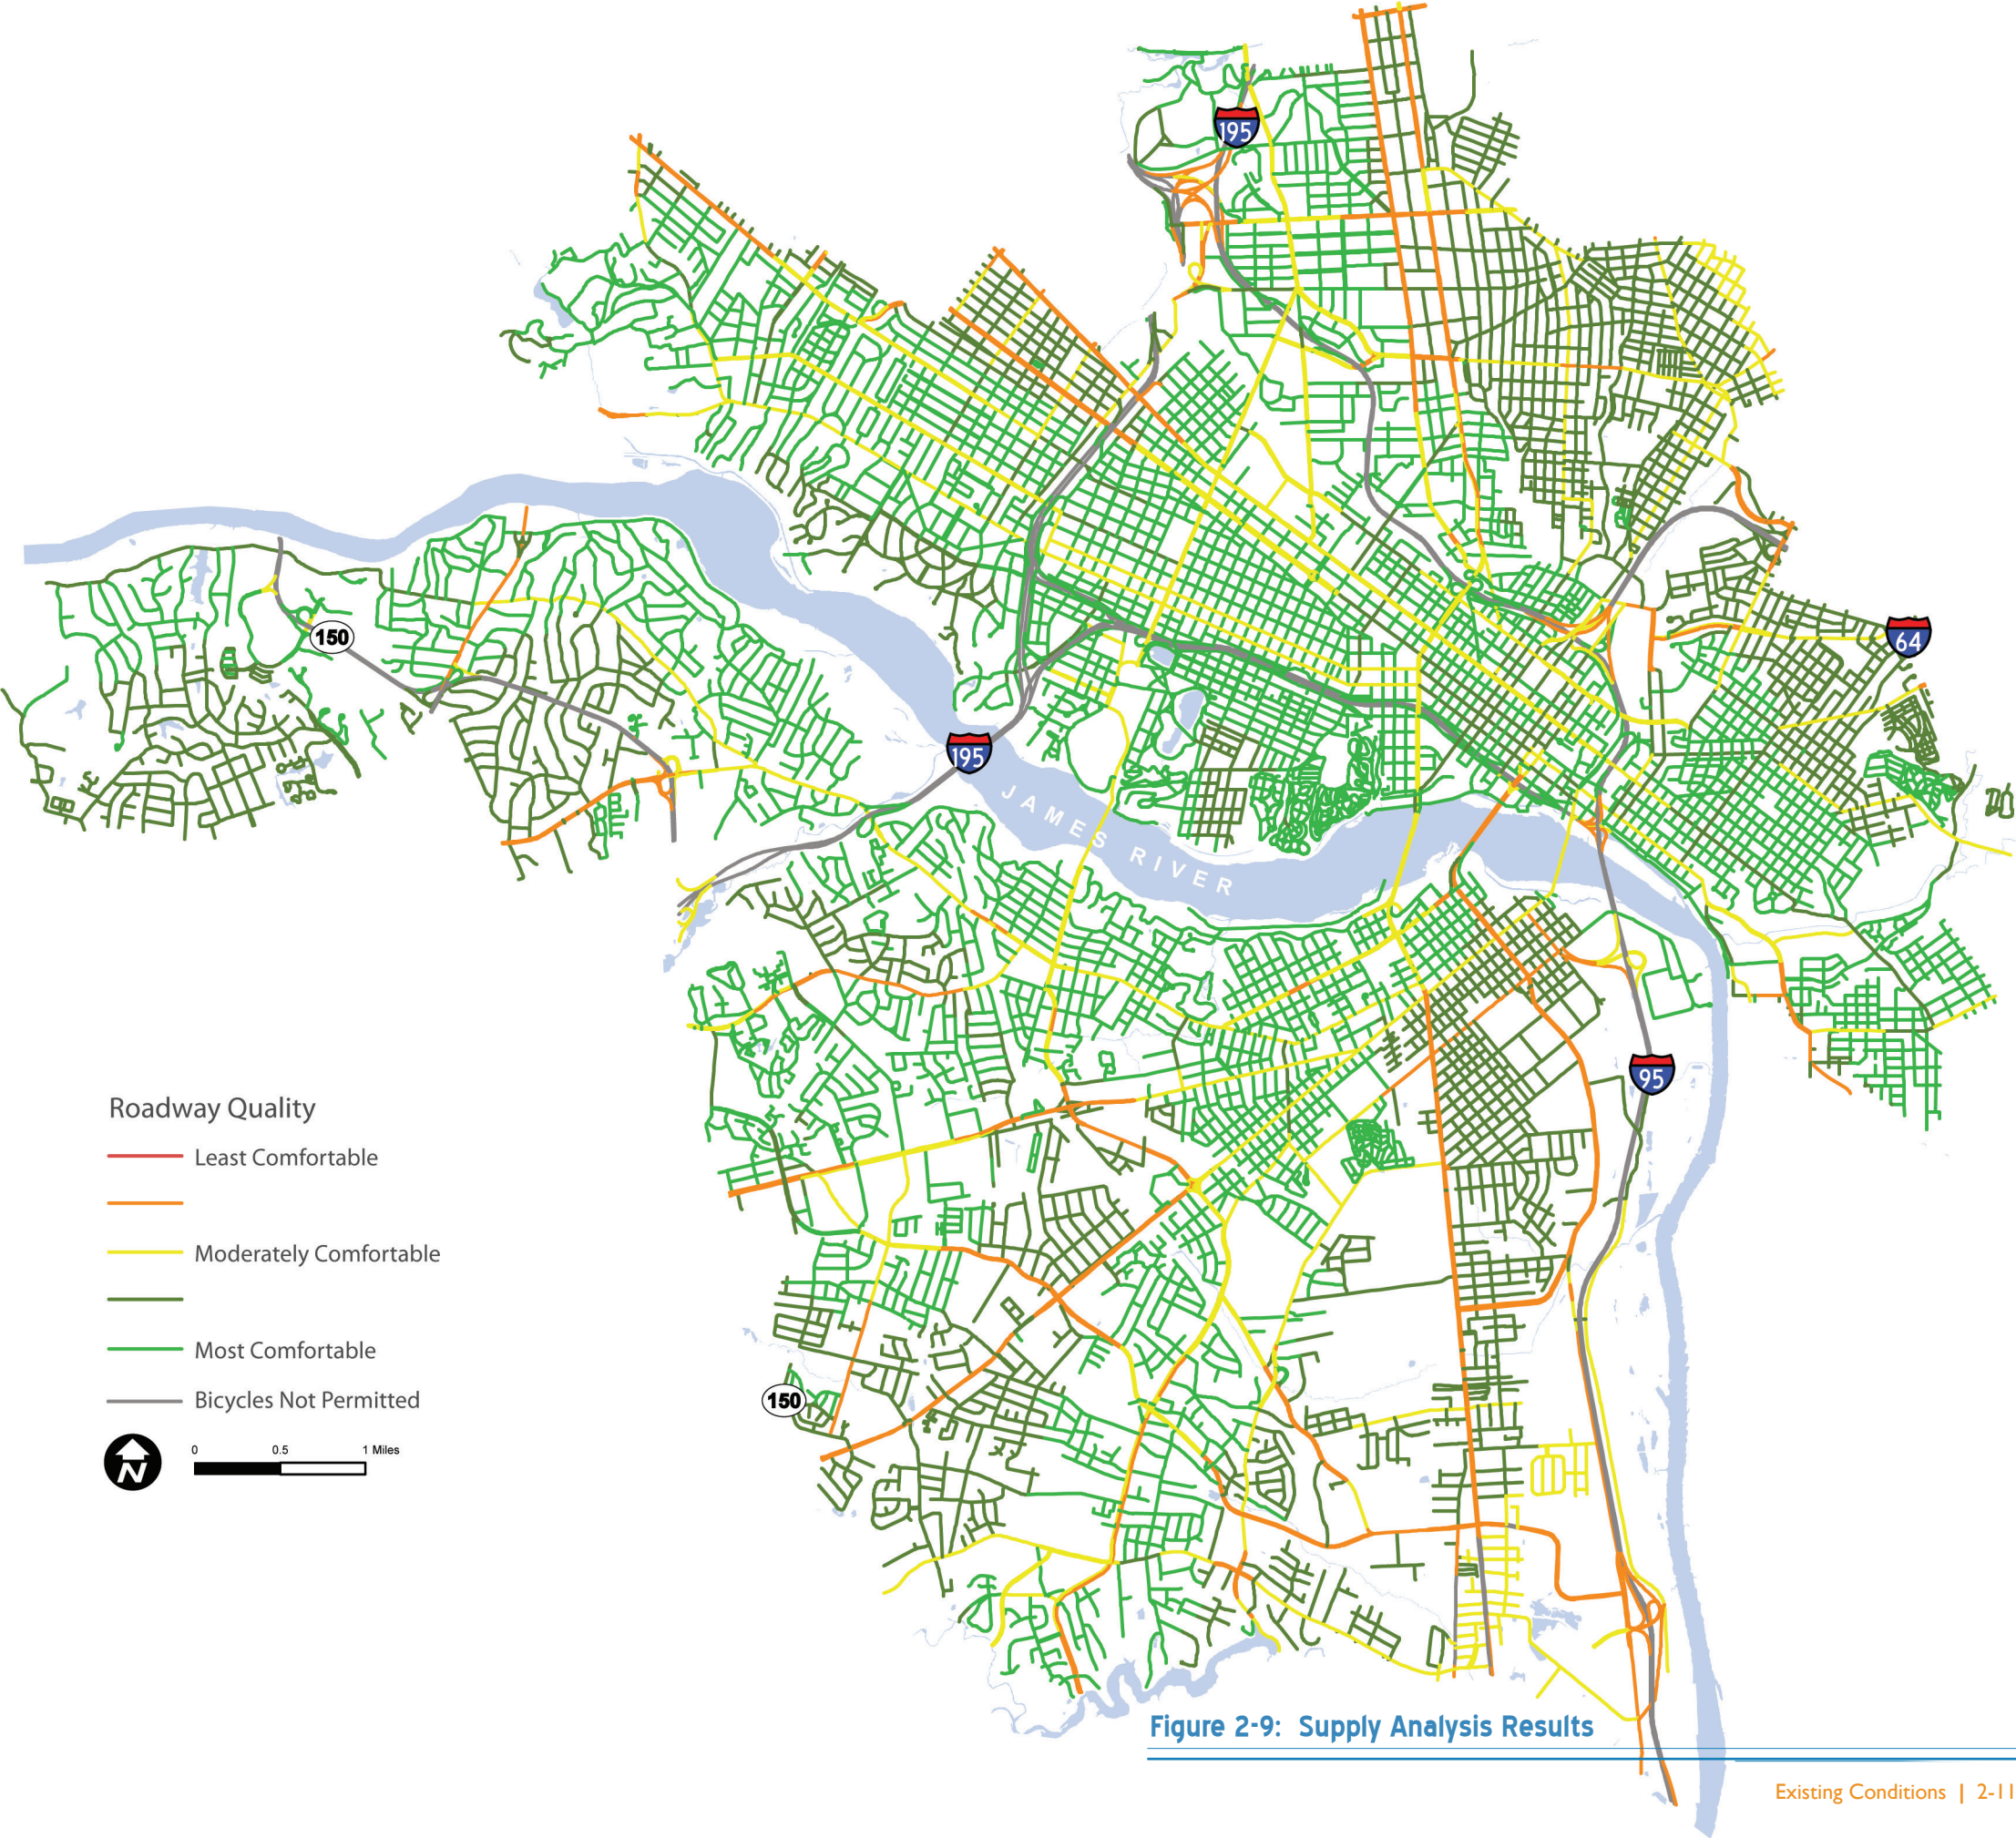 195
64
150
195
JAMES RIVER
95
Roadway Quality
Least Comfortable
Moderately Comfortable
Most Comfortable
Bicycles Not Permitted
150
0 0.5 1 Miles
N
Figure 2-9: Supply Analysis Results
Existing Conditions | 2-11